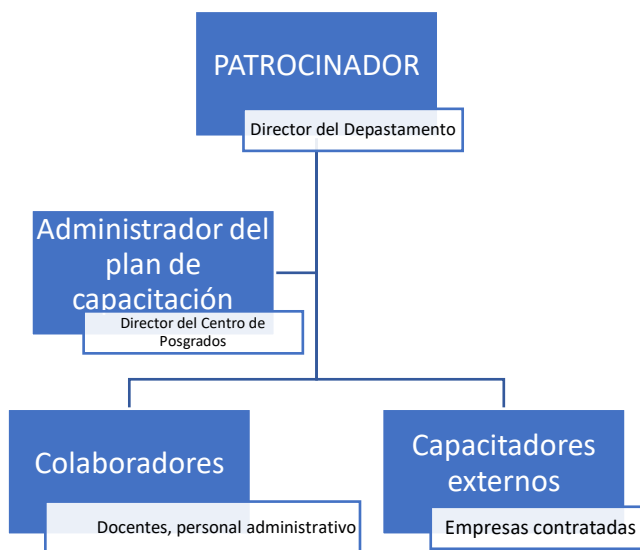 PATROCINADOR
Director del Depastamento
Administrador del
plan de
capacitación
Director del Centro de
Posgrados
Colaboradores
Docentes, personal administrativo
Capacitadores
externos
Empresas contratadas